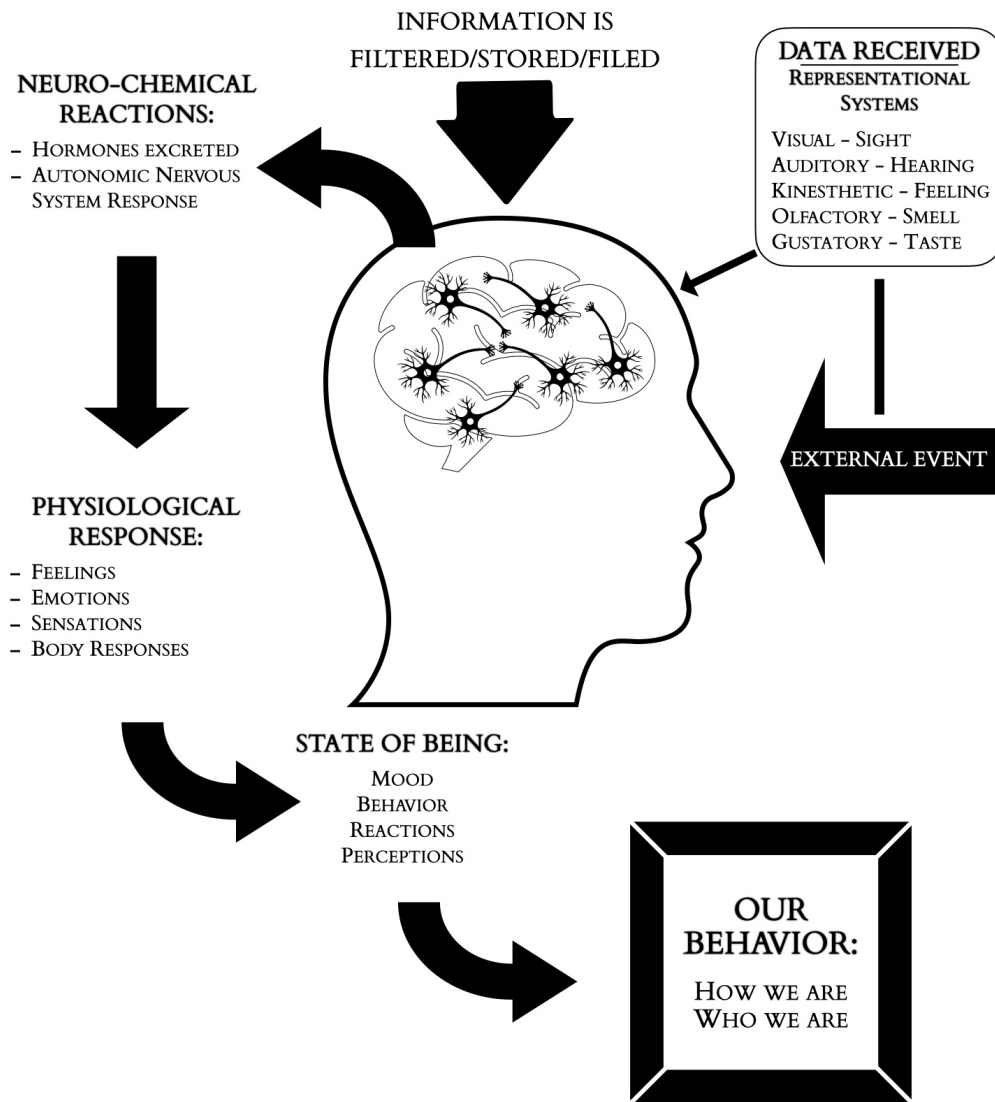 INFORMATION IS
FILTERED/STORED/FILED
DATA RECEIVED
REPRESENTATIONAL
SYSTEMS
VISUAL – SIGHT
AUDITORY – HEARING
KINESTHETIC – FEELING
OLFACTORY – SMELL
GUSTATORY – TASTE
EXTERNAL EVENT
NEURO-CHEMICAL
REACTIONS:
– HORMONES EXCRETED
– AUTONOMIC NERVOUS
SYSTEM RESPONSE
PHYSIOLOGICAL
RESPONSE:
– FEELINGS
– EMOTIONS
– SENSATIONS
– BODY RESPONSES
STATE OF BEING:
MOOD
BEHAVIOR
REACTIONS
PERCEPTIONS
OUR
BEHAVIOR:
HOW WE ARE
WHO WE ARE